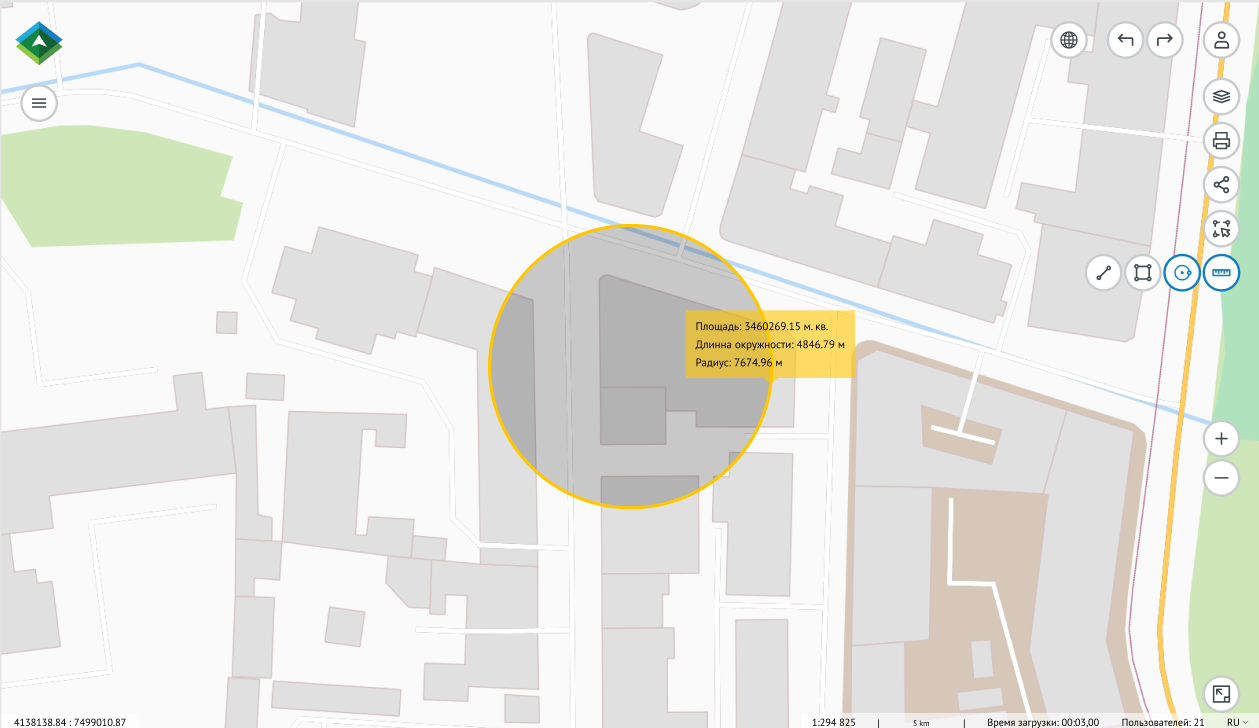 Площадь: 3460269.15 м. кв.
Длинна окружности: 4846.79 м
Радиус: 7674.96 м
4138138.84 : 7499010.87
1:294 825
5 km
Время загрузки: 00:03,00
Пользователей: 21
RU